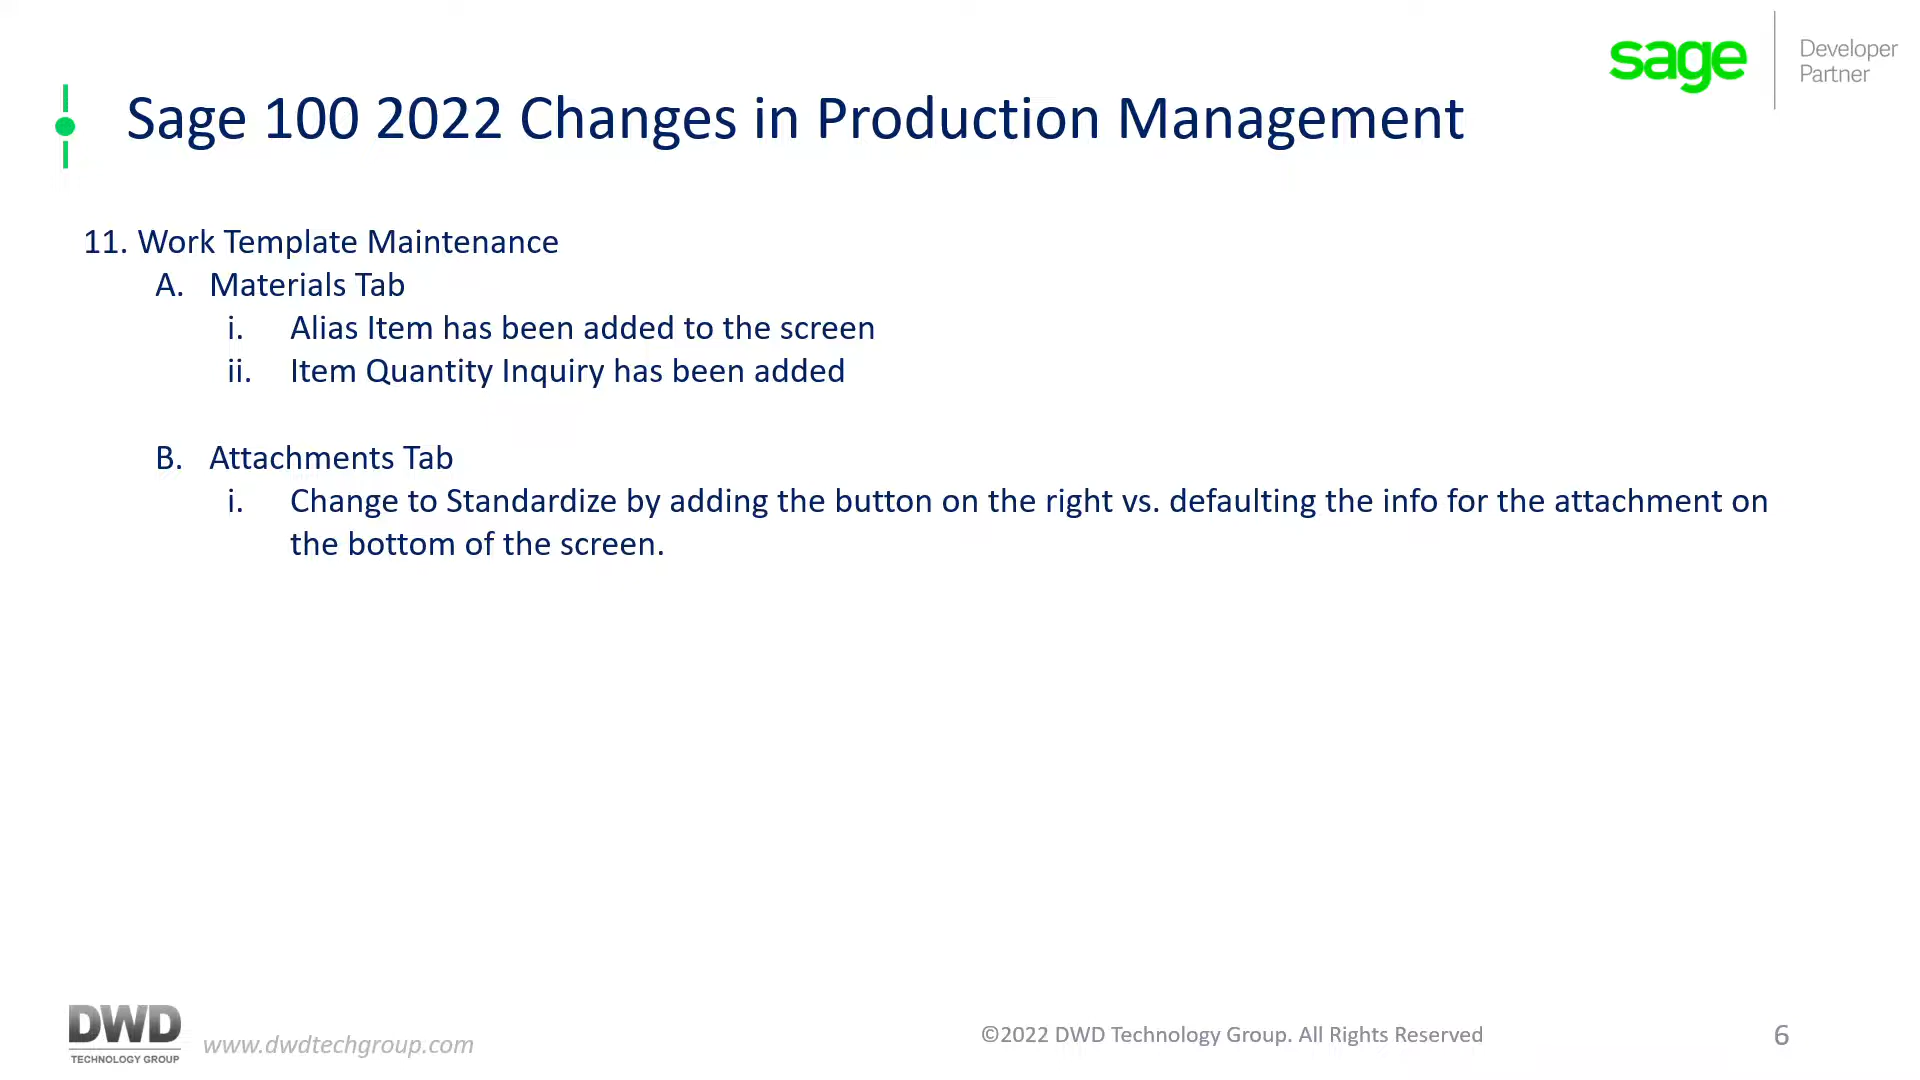 sage
Developer
Partner
Sage 100 2022 Changes in Production Management
11. Work Template Maintenance
A. Materials Tab
i. Alias Item has been added to the screen
ii. Item Quantity Inquiry has been added
B. Attachments Tab
i. Change to Standardize by adding the button on the right vs. defaulting the info for the attachment on
the bottom of the screen.
DWD
TECHNOLOGY GROUP
www.dwdtechgroup.com
©2022 DWD Technology Group. All Rights Reserved
6